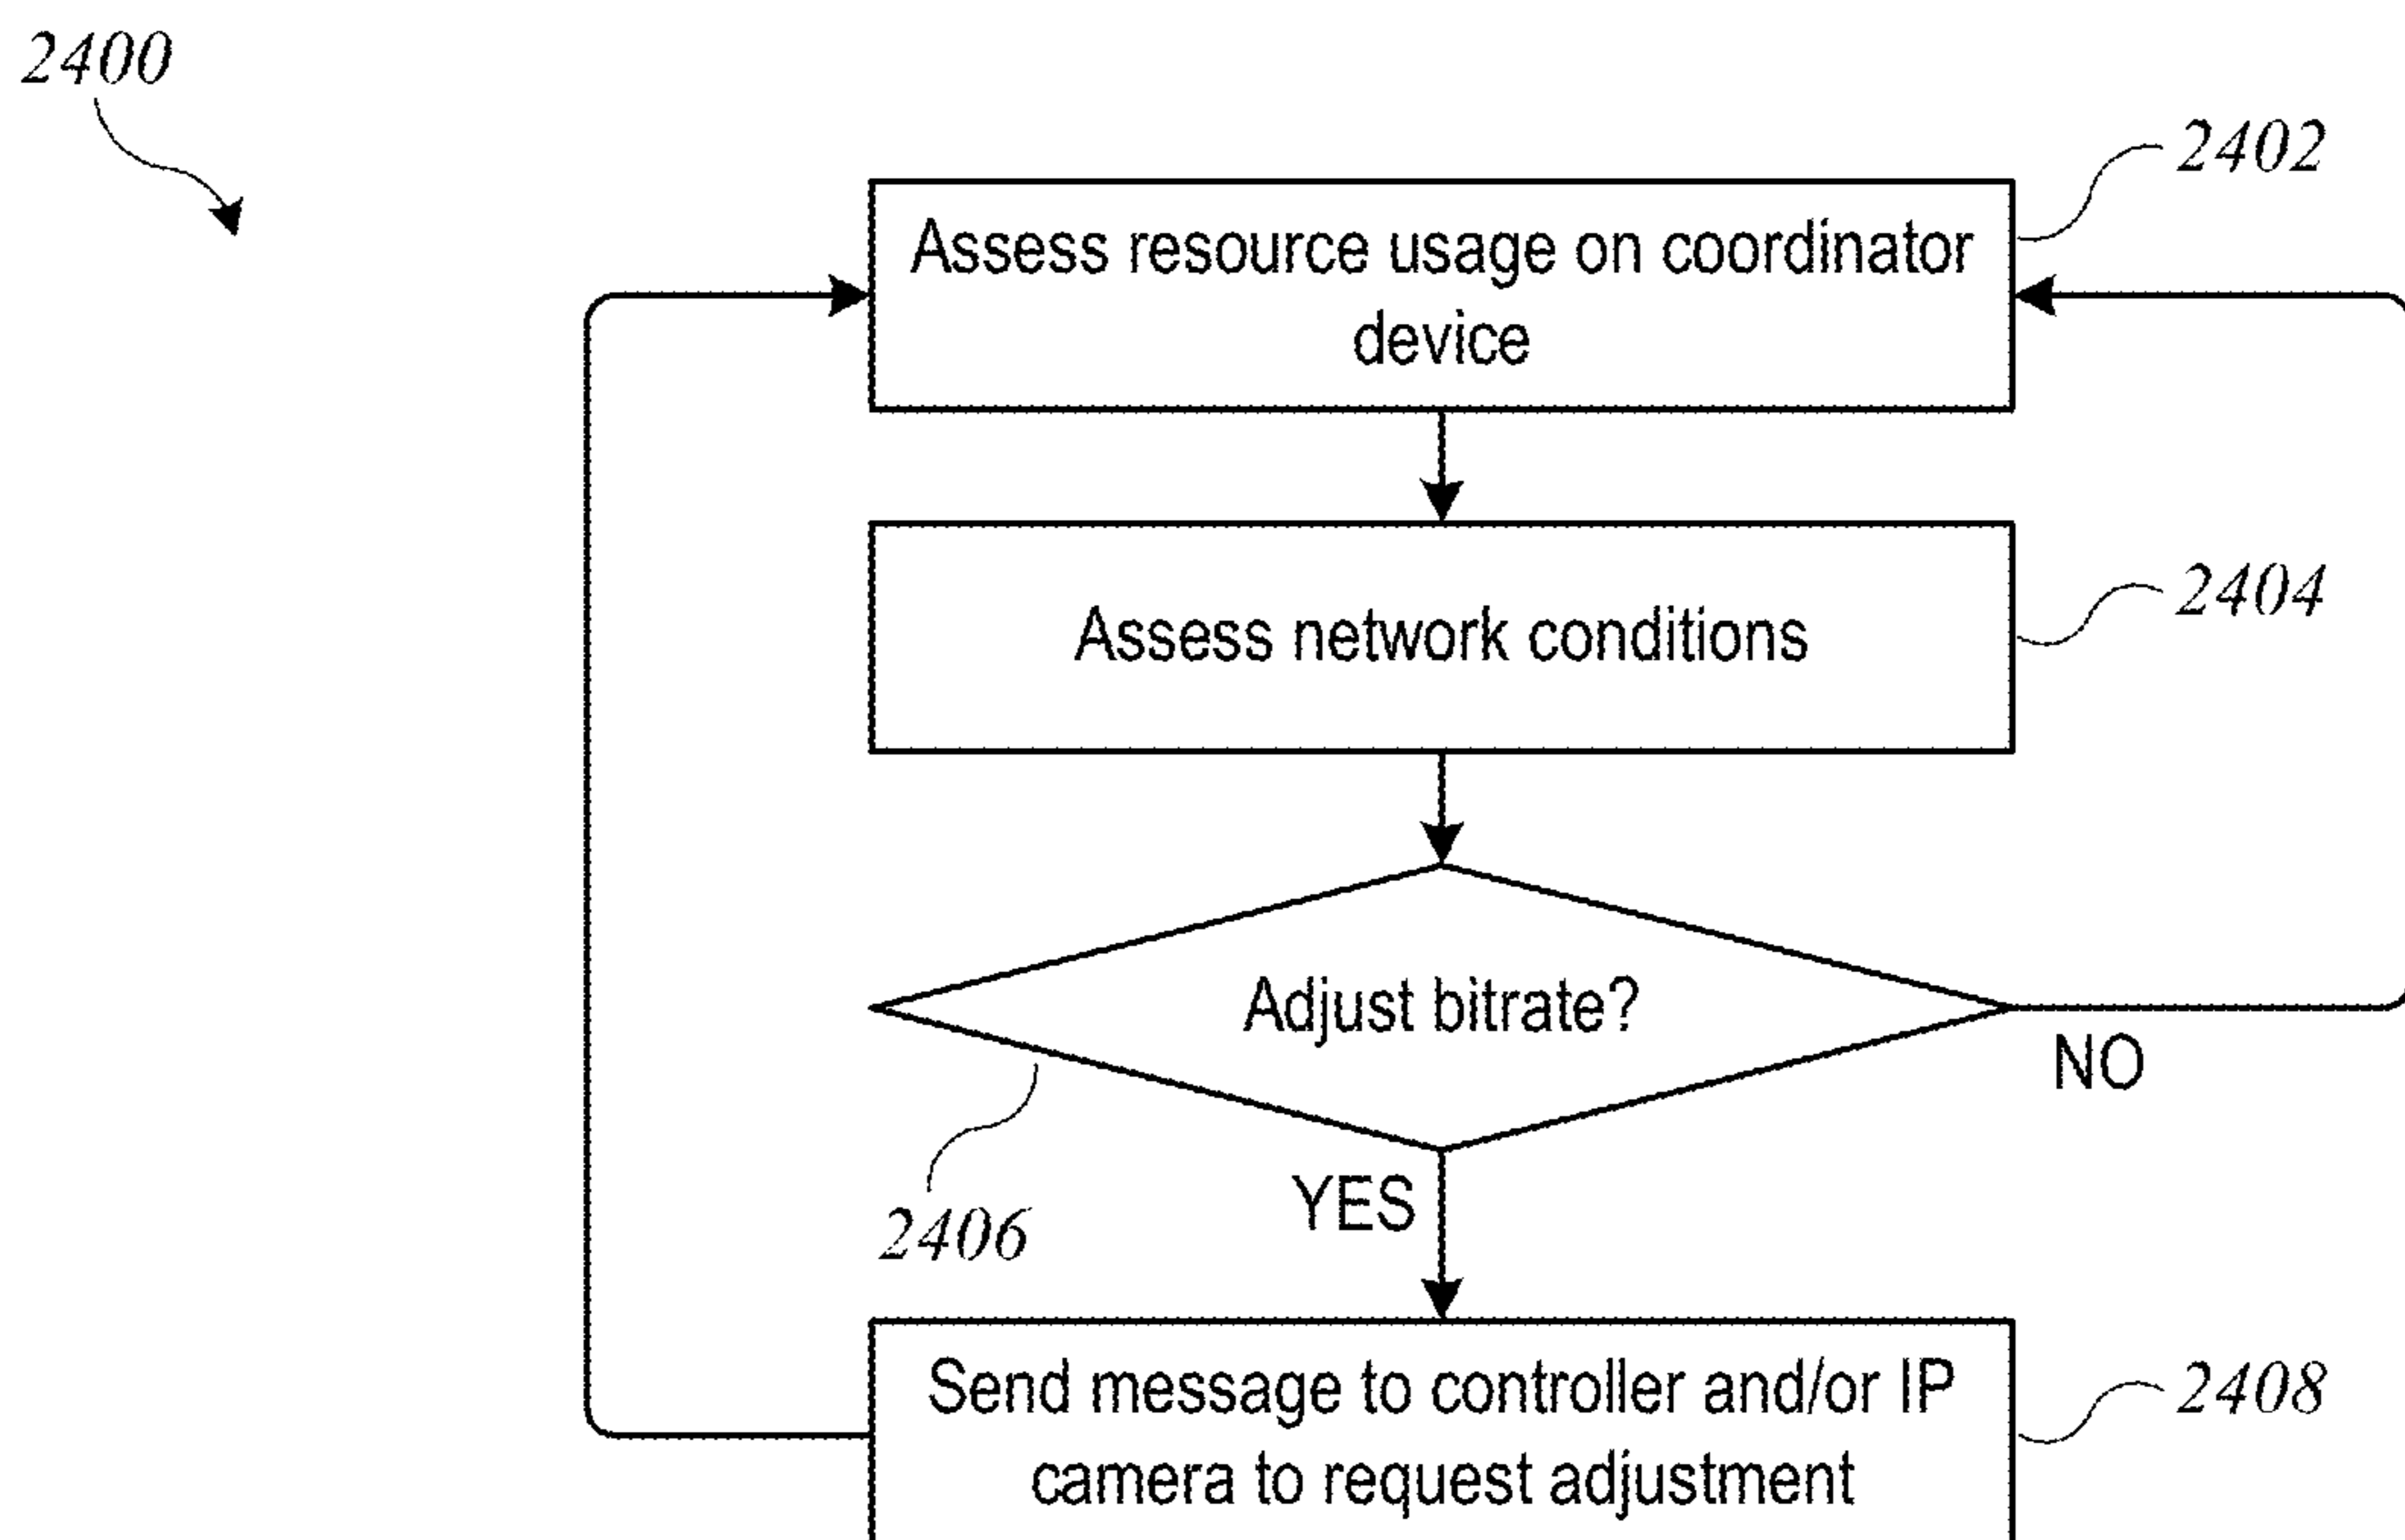 2400
2402
Assess resource usage on coordinator
device
2404
Assess network conditions
Adjust bitrate?
NO
YES
2406
Send message to controller and/or IP
camera to request adjustment
2408